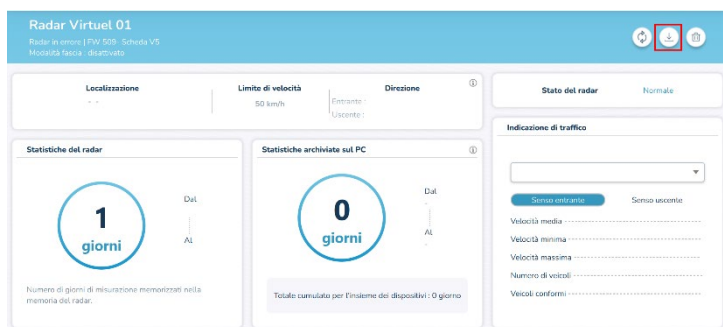 Radar Virtuel 01
Radar in errore | FW 509 - Scheda V5
Modalità fascia : disattivato
Localizzazione
- -
Limite di velocità
50 km/h
Direzione
Entrante :
Uscente :
Stato del radar
Normale
Statistiche del radar
1
giorni
Dal
Al
Numero di giorni di misurazione memorizzati nella
memoria del radar.
Statistiche archiviate sul PC
0
giorni
Dal
-
Al
-
Totale cumulato per l'insieme dei dispositivi : 0 giorno
Indicazione di traffico
Senso entrante
Senso uscente
Velocità media
Velocità minima
Velocità massima
Numero di veicoli
Veicoli conformi